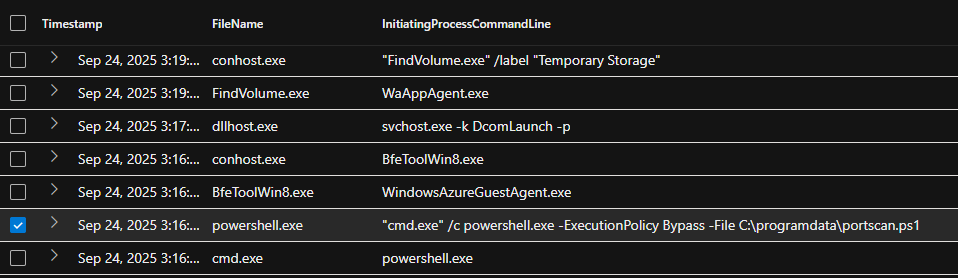 Timestamp FileName InitiatingProcessCommandLine
Sep 24, 2025 3:19:... conhost.exe "FindVolume.exe" /label "Temporary Storage"
Sep 24, 2025 3:19:... FindVolume.exe WaAppAgent.exe
Sep 24, 2025 3:17:... dllhost.exe svchost.exe -k DcomLaunch -p
Sep 24, 2025 3:16:... conhost.exe BfeToolWin8.exe
Sep 24, 2025 3:16:... BfeToolWin8.exe WindowsAzureGuestAgent.exe
Sep 24, 2025 3:16:... powershell.exe "cmd.exe" /c powershell.exe -ExecutionPolicy Bypass -File C:\programdata\portscan.ps1
Sep 24, 2025 3:16:... cmd.exe powershell.exe